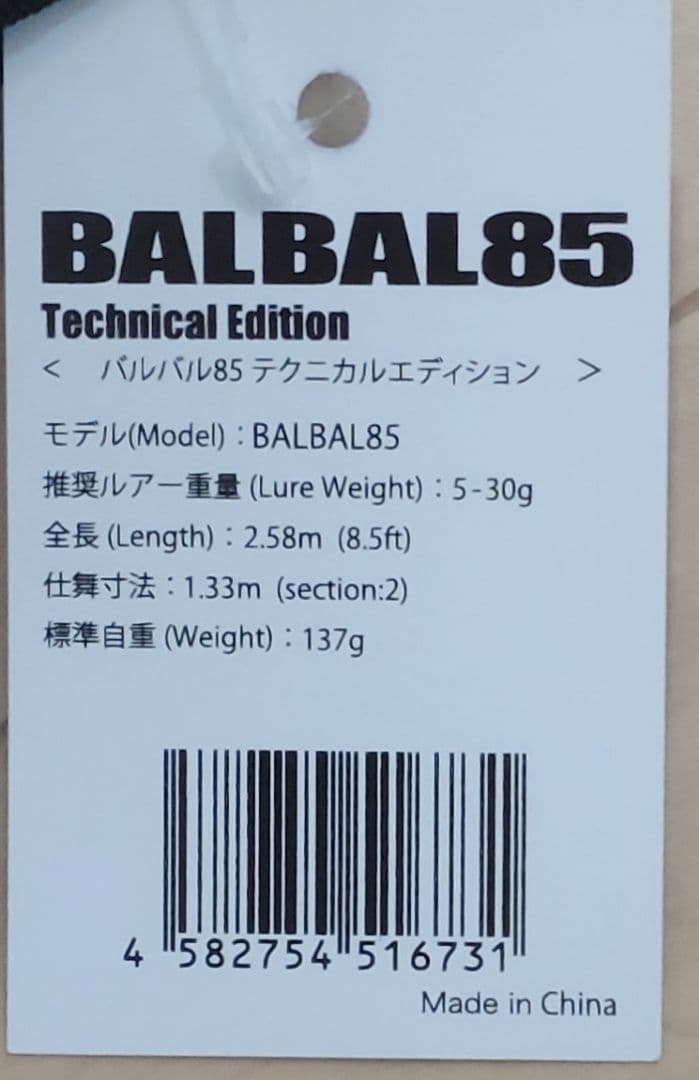 BALBAL85
Technical Edition
< バルバル85 テクニカルエディション >
モデル(Model)：BALBAL85
推奨ルアー重量 (Lure Weight)：5-30g
全長 (Length)：2.58m (8.5ft)
仕舞寸法：1.33m (section:2)
標準自重 (Weight)：137g
4 582754 516731
Made in China